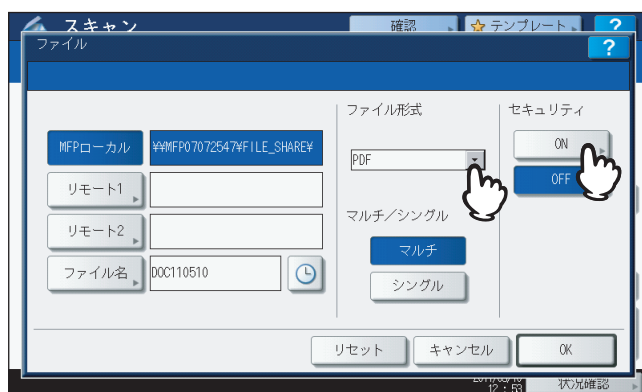 スキャン
確認
テンプレート
?
ファイル
?
ファイル形式
セキュリティ
MFPローカル
¥¥MFP07072547¥FILE_SHARE¥
PDF
ON
OFF
リモート1
マルチ/シングル
リモート2
マルチ
ファイル名
DOC110510
シングル
リセット
キャンセル
OK
12:53
状況確認